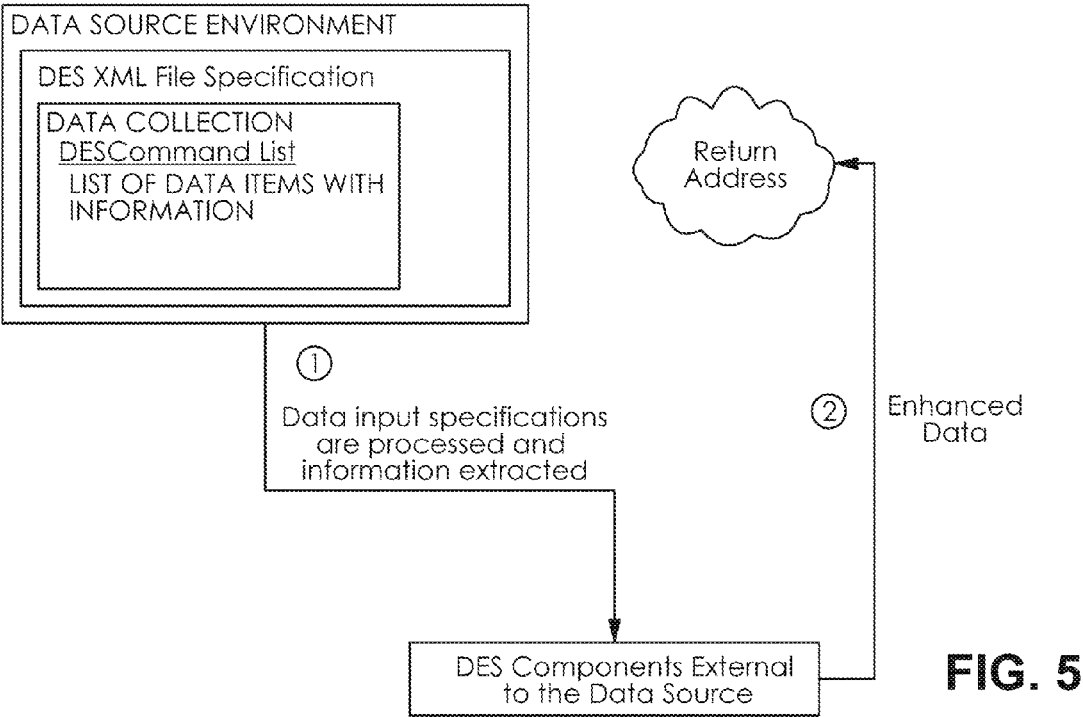 DATA SOURCE ENVIRONMENT
DES XML File Specification
DATA COLLECTION
DESCommand List
LIST OF DATA ITEMS WITH
INFORMATION
Return
Address
1
Data input specifications
are processed and
information extracted
2
Enhanced
Data
DES Components External
to the Data Source
FIG. 5